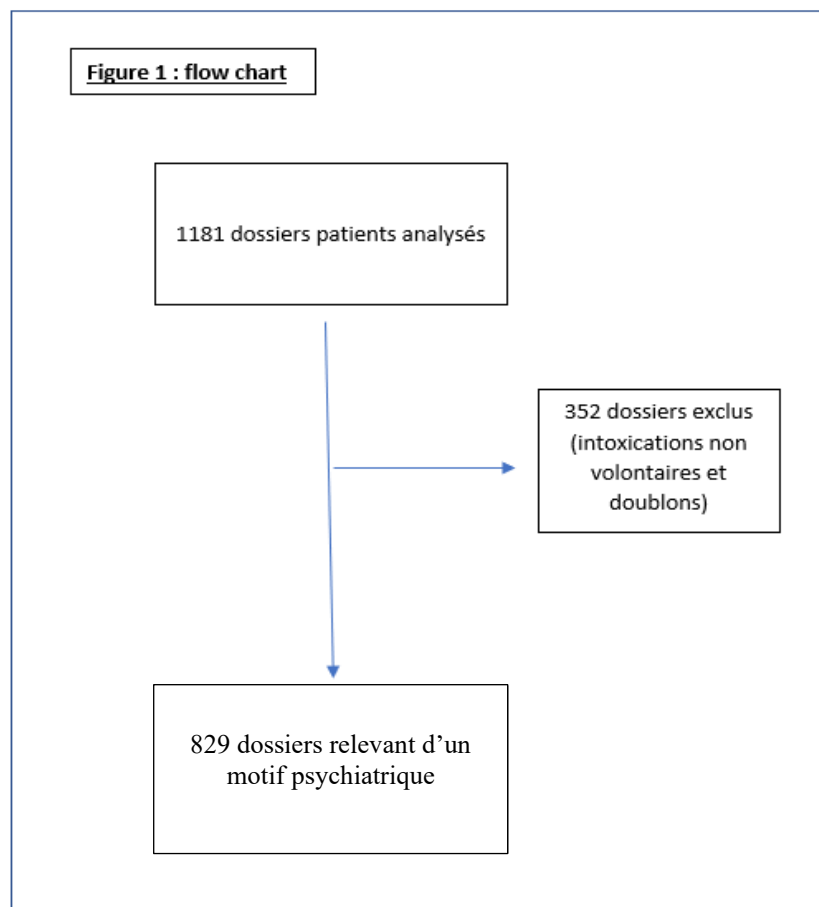 Figure 1 : flow chart
1181 dossiers patients analysés
352 dossiers exclus
(intoxications non
volontaires et
doublons)
829 dossiers relevant d’un
motif psychiatrique